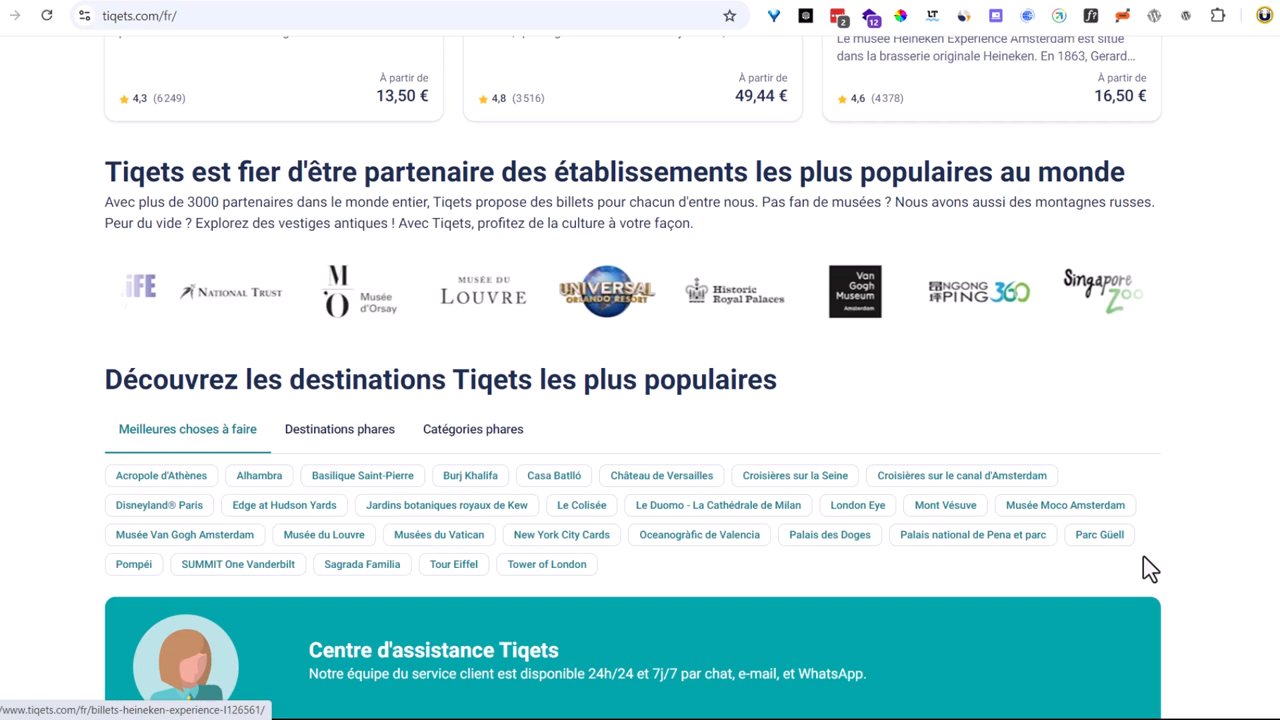 tiqets.com/fr/
2
12
Le musée Heineken Experience Amsterdam est situé
dans la brasserie originale Heineken. En 1863, Gerard...
À partir de
4,3 (6 249)
13,50 €
À partir de
4,8 (3 516)
49,44 €
À partir de
4,6 (4 378)
16,50 €
Tiqets est fier d'être partenaire des établissements les plus populaires au monde
Avec plus de 3000 partenaires dans le monde entier, Tiqets propose des billets pour chacun d'entre nous. Pas fan de musées ? Nous avons aussi des montagnes russes.
Peur du vide ? Explorez des vestiges antiques ! Avec Tiqets, profitez de la culture à votre façon.
iFE
NATIONAL TRUST
M
O
Musée
d'Orsay
MUSÉE DU
LOUVRE
UNIVERSAL
ORLANDO RESORT
Historic
Royal Palaces
Van
Gogh
Museum
Amsterdam
昂坪
NGONG
PING 360
Singapore
Zoo
Découvrez les destinations Tiqets les plus populaires
Meilleures choses à faire Destinations phares Catégories phares
Acropole d'Athènes Alhambra Basilique Saint-Pierre Burj Khalifa Casa Batlló Château de Versailles Croisières sur la Seine Croisières sur le canal d'Amsterdam
Disneyland® Paris Edge at Hudson Yards Jardins botaniques royaux de Kew Le Colisée Le Duomo - La Cathédrale de Milan London Eye Mont Vésuve Musée Moco Amsterdam
Musée Van Gogh Amsterdam Musée du Louvre Musées du Vatican New York City Cards Oceanogràfic de Valencia Palais des Doges Palais national de Pena et parc Parc Güell
Pompéi SUMMIT One Vanderbilt Sagrada Familia Tour Eiffel Tower of London
Centre d'assistance Tiqets
Notre équipe du service client est disponible 24h/24 et 7j/7 par chat, e-mail, et WhatsApp.
/www.tiqets.com/fr/billets-heineken-experience-l126561/